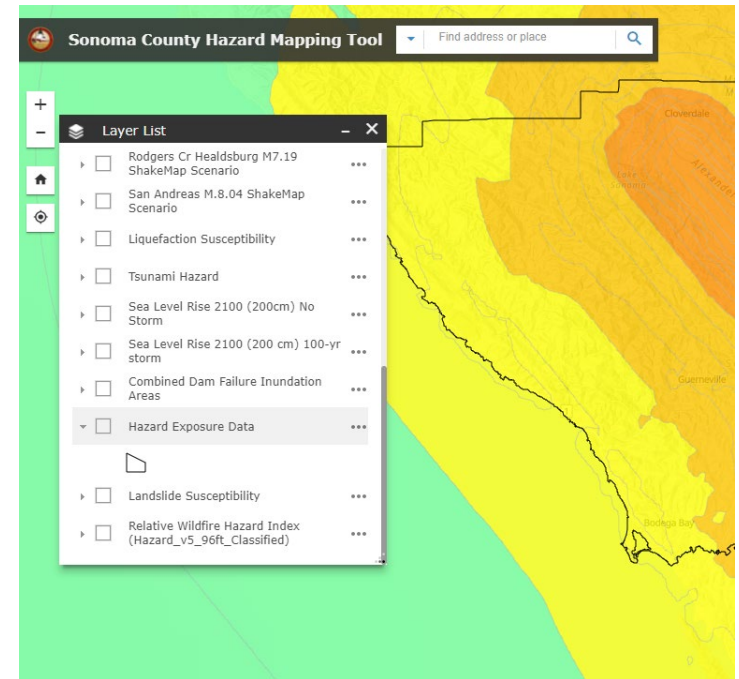 Sonoma County Hazard Mapping Tool
Find address or place
Cloverdale
+
−
Layer List
Rodgers Cr Healdsburg M7.19
ShakeMap Scenario
San Andreas M.8.04 ShakeMap
Scenario
Lake
Sonoma
Alexander
Liquefaction Susceptibility
Tsunami Hazard
Sea Level Rise 2100 (200cm) No
Storm
Sea Level Rise 2100 (200 cm) 100-yr
storm
Combined Dam Failure Inundation
Areas
Guerneville
Hazard Exposure Data
Landslide Susceptibility
Relative Wildfire Hazard Index
(Hazard_v5_96ft_Classified)
Bodega Bay